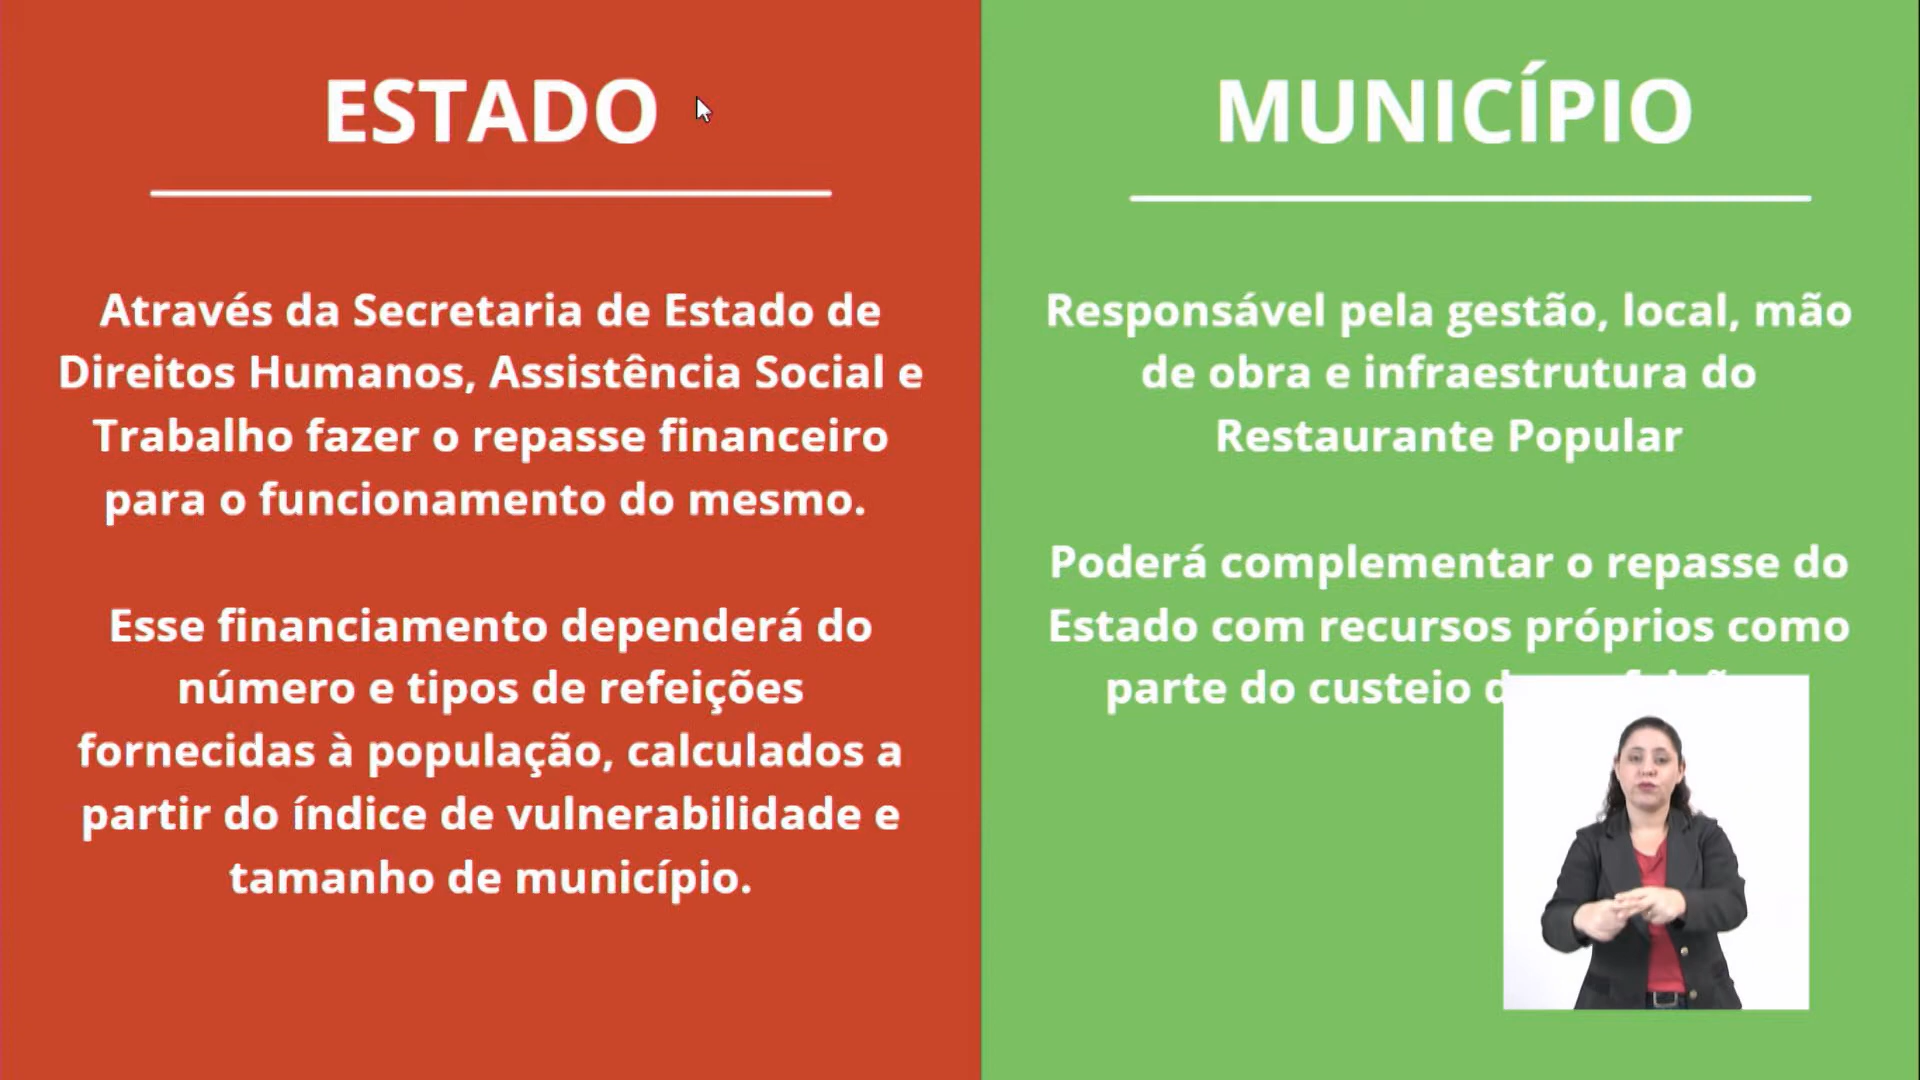 ESTADO
Através da Secretaria de Estado de
Direitos Humanos, Assistência Social e
Trabalho fazer o repasse financeiro
para o funcionamento do mesmo.
Esse financiamento dependerá do
número e tipos de refeições
fornecidas à população, calculados a
partir do índice de vulnerabilidade e
tamanho de município.
MUNICÍPIO
Responsável pela gestão, local, mão
de obra e infraestrutura do
Restaurante Popular
Poderá complementar o repasse do
Estado com recursos próprios como
parte do custeio